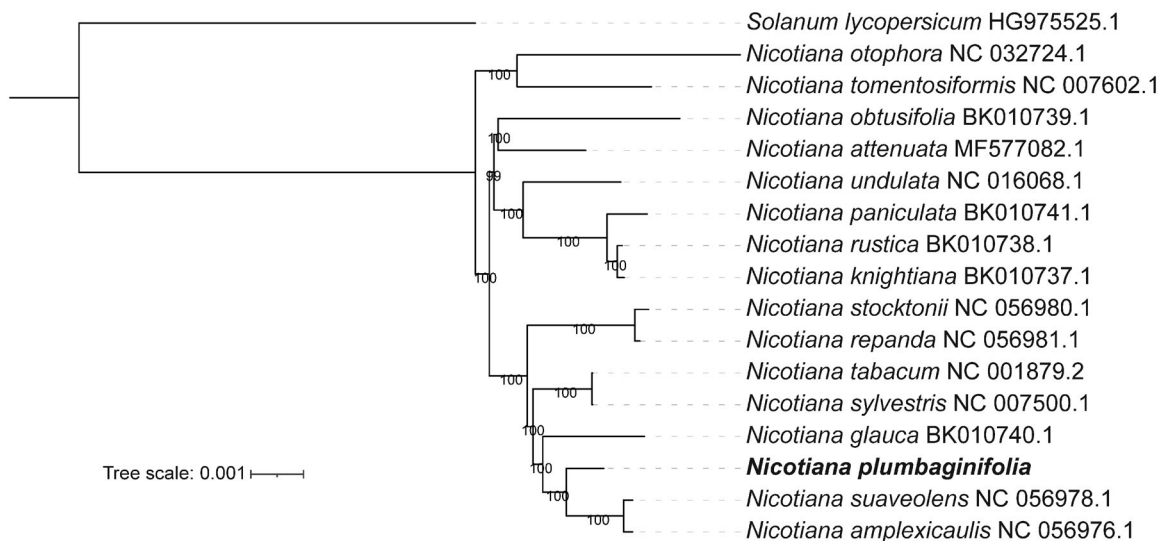 Solanum lycopersicum HG975525.1
Nicotiana otophora NC 032724.1
100
Nicotiana tomentosiformis NC 007602.1
Nicotiana obtusifolia BK010739.1
100
Nicotiana attenuata MF577082.1
99
Nicotiana undulata NC 016068.1
100
Nicotiana paniculata BK010741.1
100
Nicotiana rustica BK010738.1
100
Nicotiana knightiana BK010737.1
100
Nicotiana stocktonii NC 056980.1
100
Nicotiana repanda NC 056981.1
Nicotiana tabacum NC 001879.2
100
100
Nicotiana sylvestris NC 007500.1
100
Nicotiana glauca BK010740.1
Tree scale: 0.001
100
Nicotiana plumbaginifolia
100
Nicotiana suaveolens NC 056978.1
100
Nicotiana amplexicaulis NC 056976.1